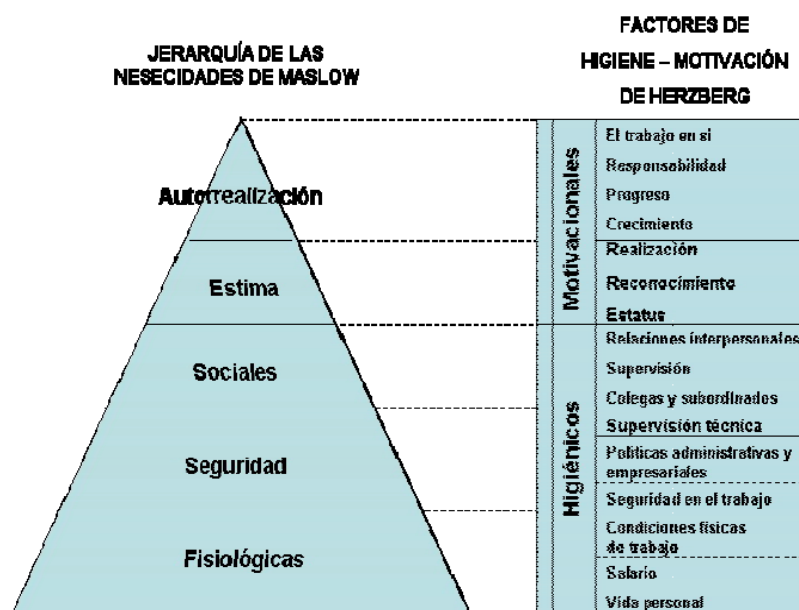 JERARQUÍA DE LAS
NESECIDADES DE MASLOW
Autorrealización
Estima
Sociales
Seguridad
Fisiológicas
FACTORES DE
HIGIENE – MOTIVACIÓN
DE HERZBERG
Motivacionales
El trabajo en si
Responsabilidad
Progreso
Crecimiento
Realización
Reconocimiento
Estatus
Higiénicos
Relaciones interpersonales
Supervisión
Colegas y subordinados
Supervisión técnica
Políticas administrativas y
empresariales
Seguridad en el trabajo
Condiciones físicas
de trabajo
Salario
Vida personal